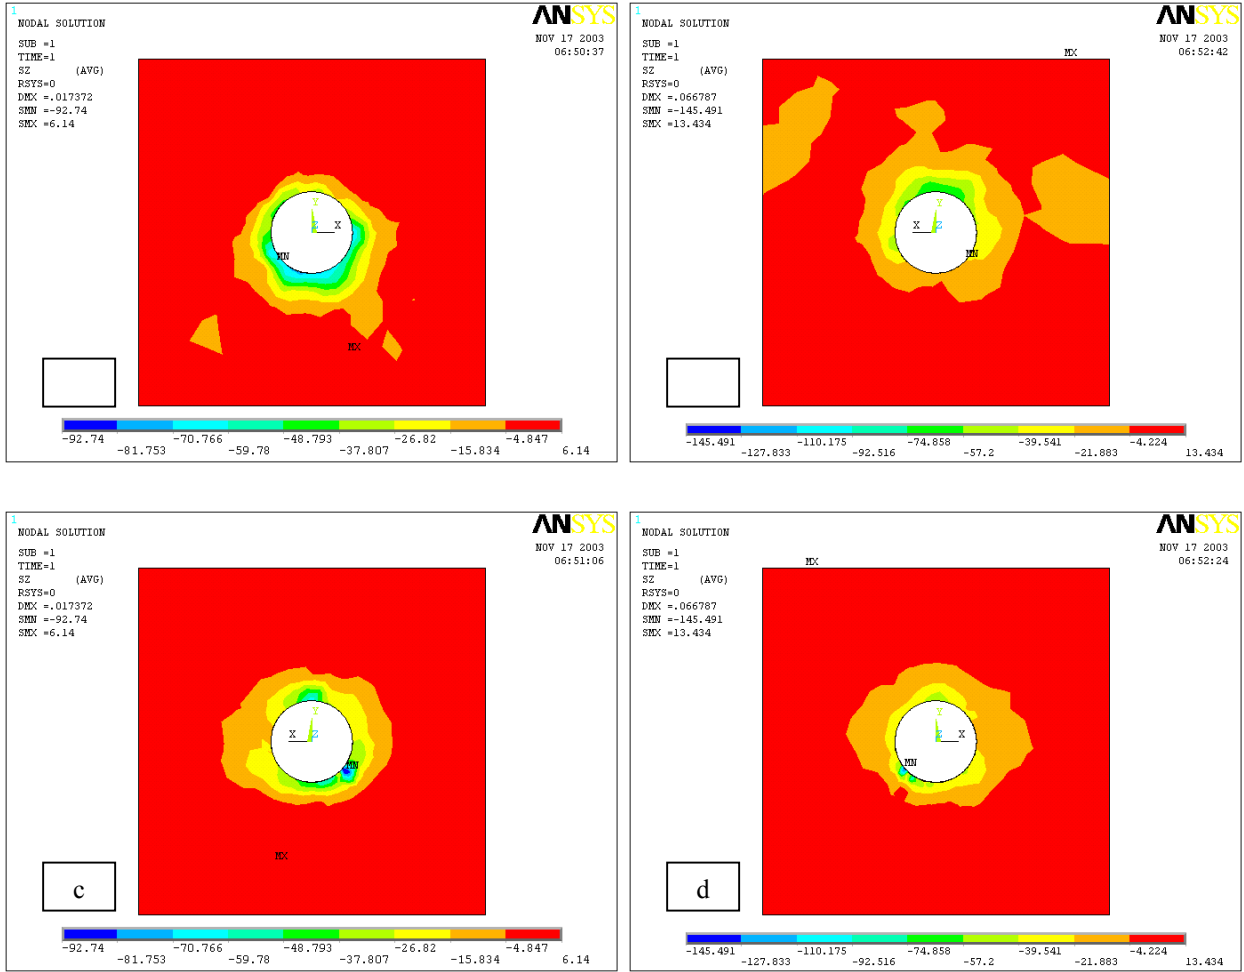 1
NODAL SOLUTION
SUB =1
TIME=1
SZ (AVG)
RSYS=0
DMX =.017372
SMN =-92.74
SMX =6.14
ANSYS
NOV 17 2003
06:50:37
Y
Z X
MN
MX
-92.74 -70.766 -48.793 -26.82 -4.847
-81.753 -59.78 -37.807 -15.834 6.14
1
NODAL SOLUTION
SUB =1
TIME=1
SZ (AVG)
RSYS=0
DMX =.066787
SMN =-145.491
SMX =13.434
ANSYS
NOV 17 2003
06:52:42
MX
Y
X Z
MN
-145.491 -110.175 -74.858 -39.541 -4.224
-127.833 -92.516 -57.2 -21.883 13.434
1
NODAL SOLUTION
SUB =1
TIME=1
SZ (AVG)
RSYS=0
DMX =.017372
SMN =-92.74
SMX =6.14
ANSYS
NOV 17 2003
06:51:06
Y
X Z
MN
MX
c
-92.74 -70.766 -48.793 -26.82 -4.847
-81.753 -59.78 -37.807 -15.834 6.14
1
NODAL SOLUTION
SUB =1
TIME=1
SZ (AVG)
RSYS=0
DMX =.066787
SMN =-145.491
SMX =13.434
ANSYS
NOV 17 2003
06:52:24
MX
Y
Z X
MN
d
-145.491 -110.175 -74.858 -39.541 -4.224
-127.833 -92.516 -57.2 -21.883 13.434